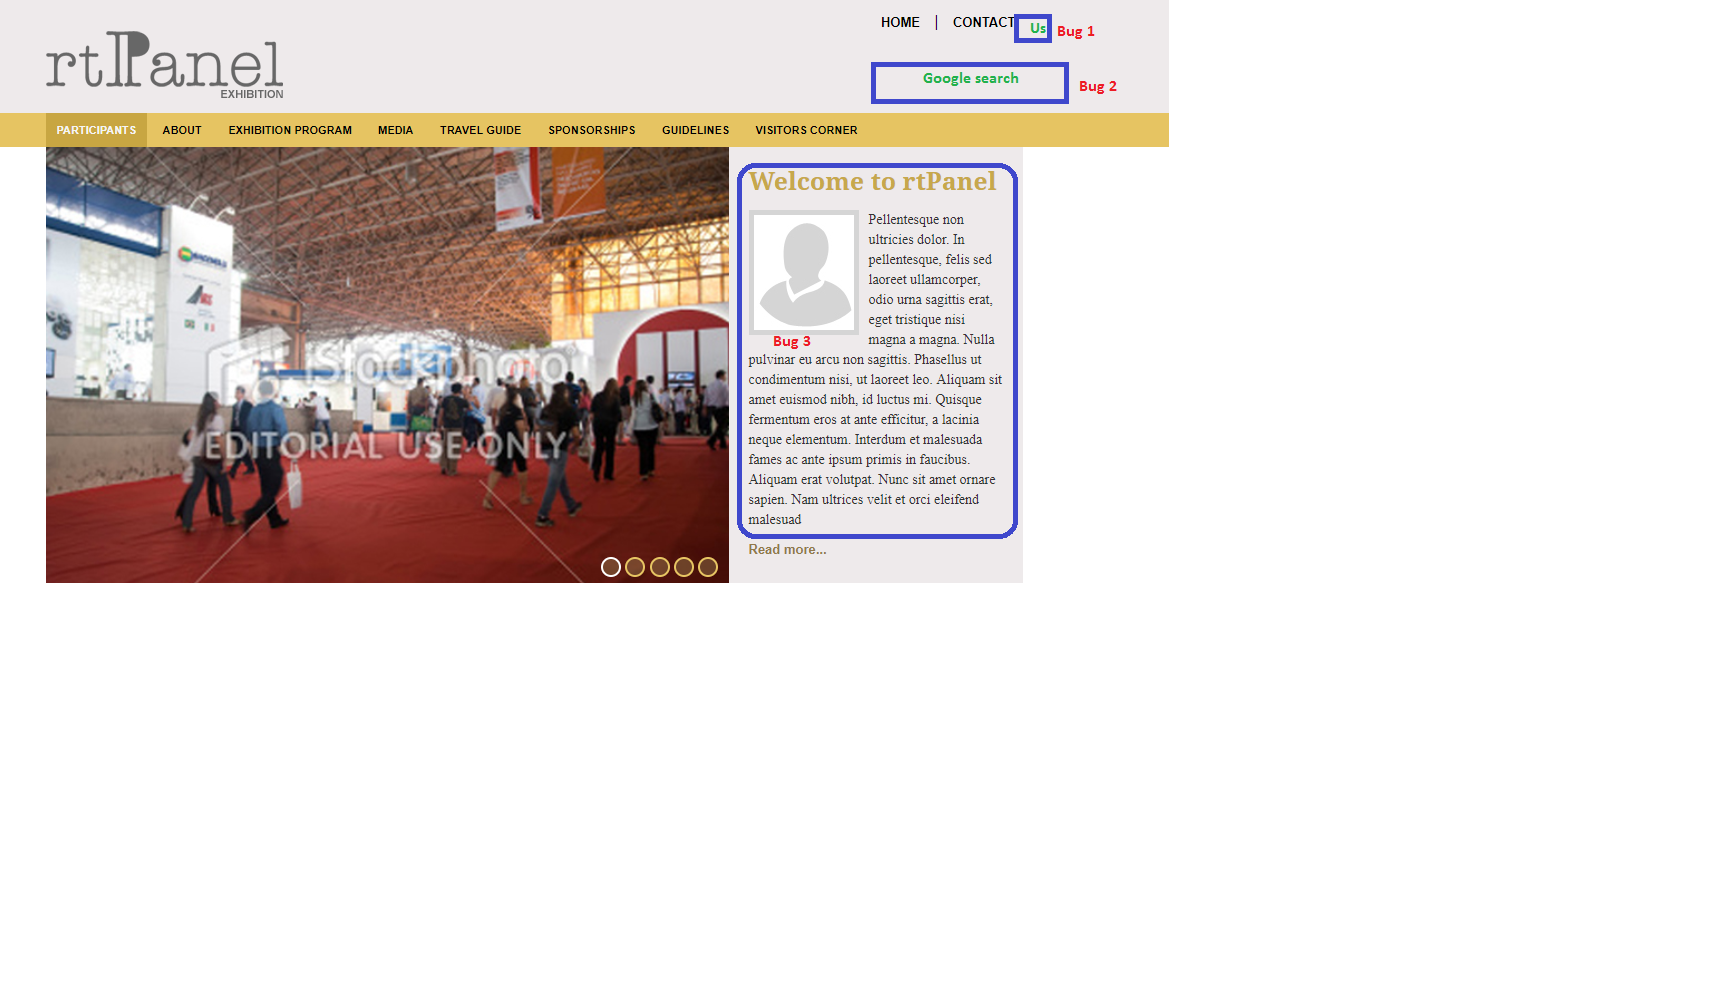 HOME | CONTACT Us Bug 1
rtPanel
EXHIBITION
Google search Bug 2
PARTICIPANTS ABOUT EXHIBITION PROGRAM MEDIA TRAVEL GUIDE SPONSORSHIPS GUIDELINES VISITORS CORNER
iStockphoto
EDITORIAL USE ONLY
Welcome to rtPanel
Pellentesque non
ultricies dolor. In
pellentesque, felis sed
laoreet ullamcorper,
odio urna sagittis erat,
eget tristique nisi
magna a magna. Nulla
Bug 3
pulvinar eu arcu non sagittis. Phasellus ut
condimentum nisi, ut laoreet leo. Aliquam sit
amet euismod nibh, id luctus mi. Quisque
fermentum eros at ante efficitur, a lacinia
neque elementum. Interdum et malesuada
fames ac ante ipsum primis in faucibus.
Aliquam erat volutpat. Nunc sit amet ornare
sapien. Nam ultrices velit et orci eleifend
malesuad
Read more...